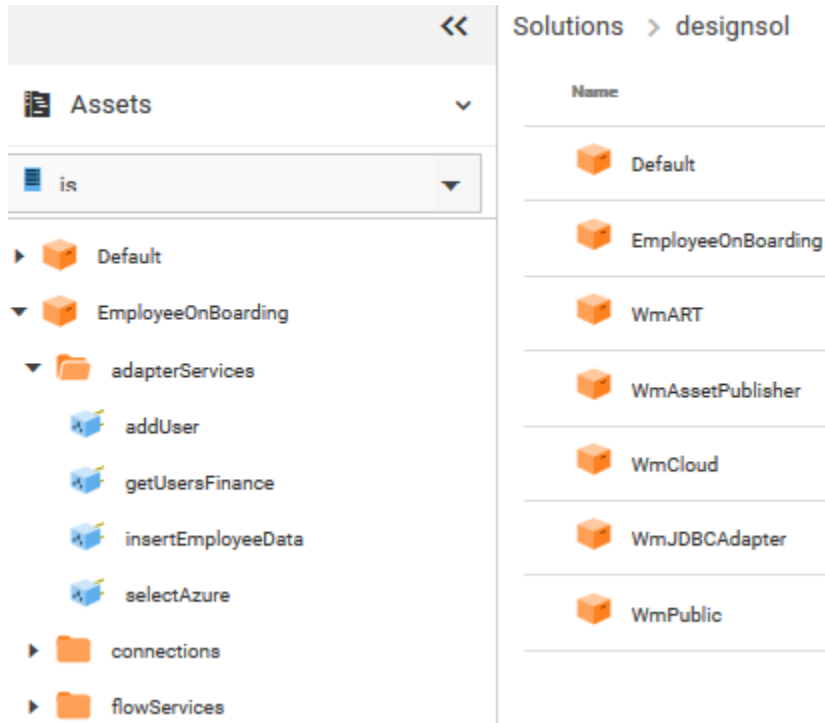 Solutions > designsol
Assets
Name
is
Default
EmployeeOnBoarding
adapterServices
addUser
getUsersFinance
insertEmployeeData
selectAzure
connections
flowServices
Default
EmployeeOnBoarding
WmART
WmAssetPublisher
WmCloud
WmJDBCAdapter
WmPublic